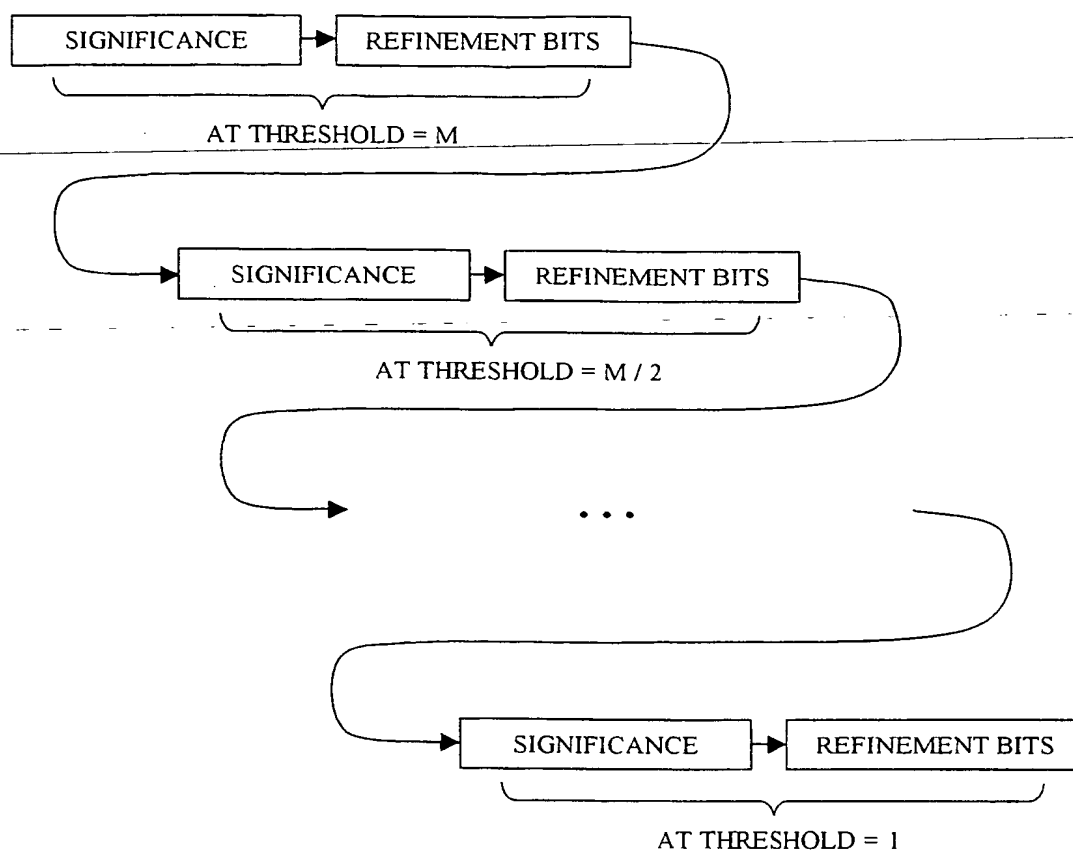 SIGNIFICANCE REFINEMENT BITS
AT THRESHOLD = M
SIGNIFICANCE REFINEMENT BITS
AT THRESHOLD = M / 2
...
SIGNIFICANCE REFINEMENT BITS
AT THRESHOLD = 1